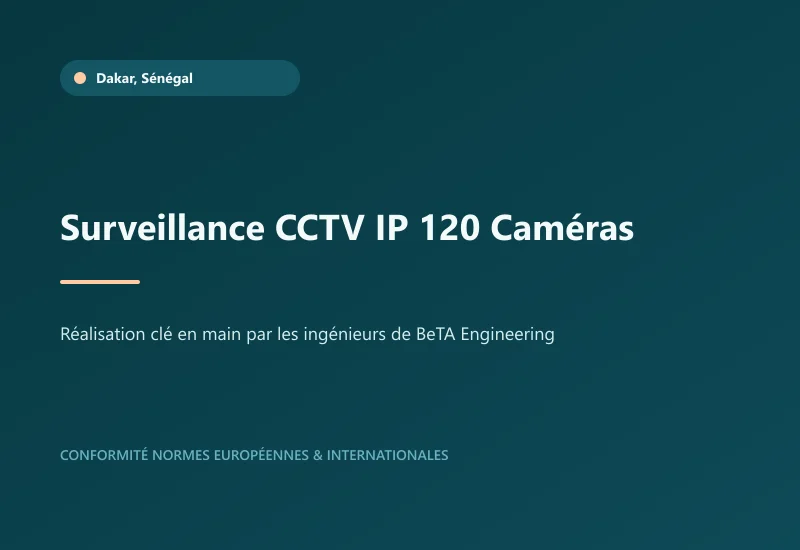 Dakar, Sénégal
Surveillance CCTV IP 120 Caméras
Réalisation clé en main par les ingénieurs de BeTA Engineering
CONFORMITÉ NORMES EUROPÉENNES & INTERNATIONALES